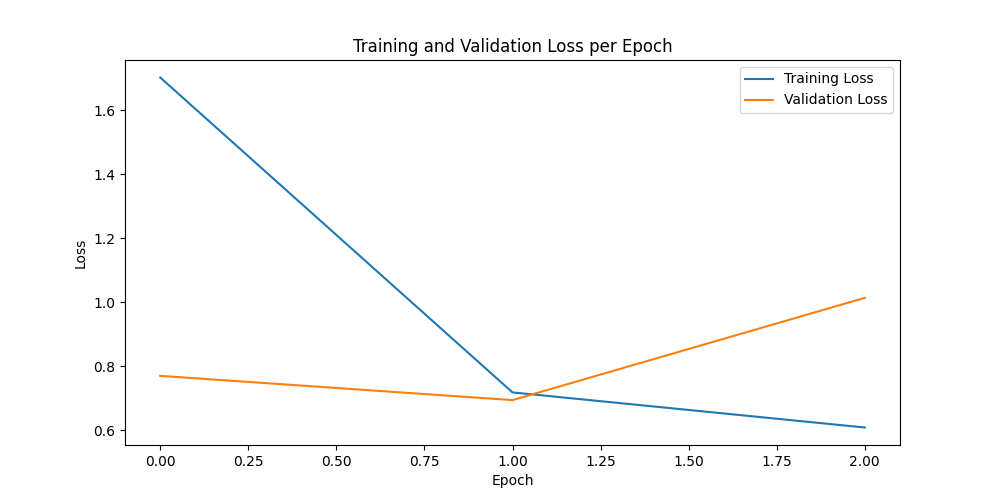 Training and Validation Loss per Epoch
Training Loss
Validation Loss
1.6
1.4
1.2
1.0
0.8
0.6
Loss
0.00 0.25 0.50 0.75 1.00 1.25 1.50 1.75 2.00
Epoch